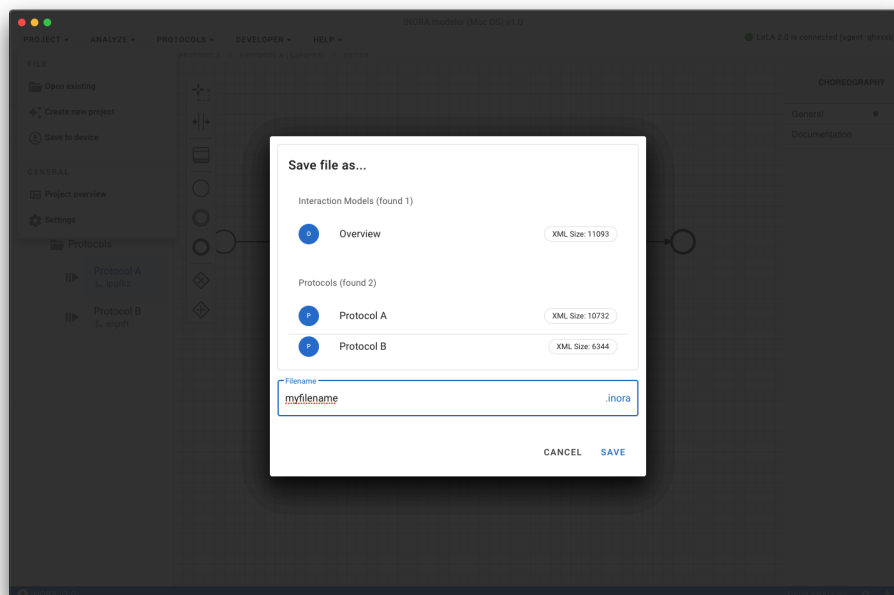 INORA modeler (Mac OS) v1.0
PROJECT ANALYZE PROTOCOLS DEVELOPER HELP
LoLA 2.0 is connected (agent:
FILE
Open existing
Create new project
Save to device
GENERAL
Project overview
Settings
Protocols
Protocol A
Protocol B
CHOREOGRAPHY
General
Documentation
Save file as...
Interaction Models (found 1)
O Overview XML Size: 11093
Protocols (found 2)
P Protocol A XML Size: 10732
P Protocol B XML Size: 6344
Filename
myfilename .inora
CANCEL SAVE